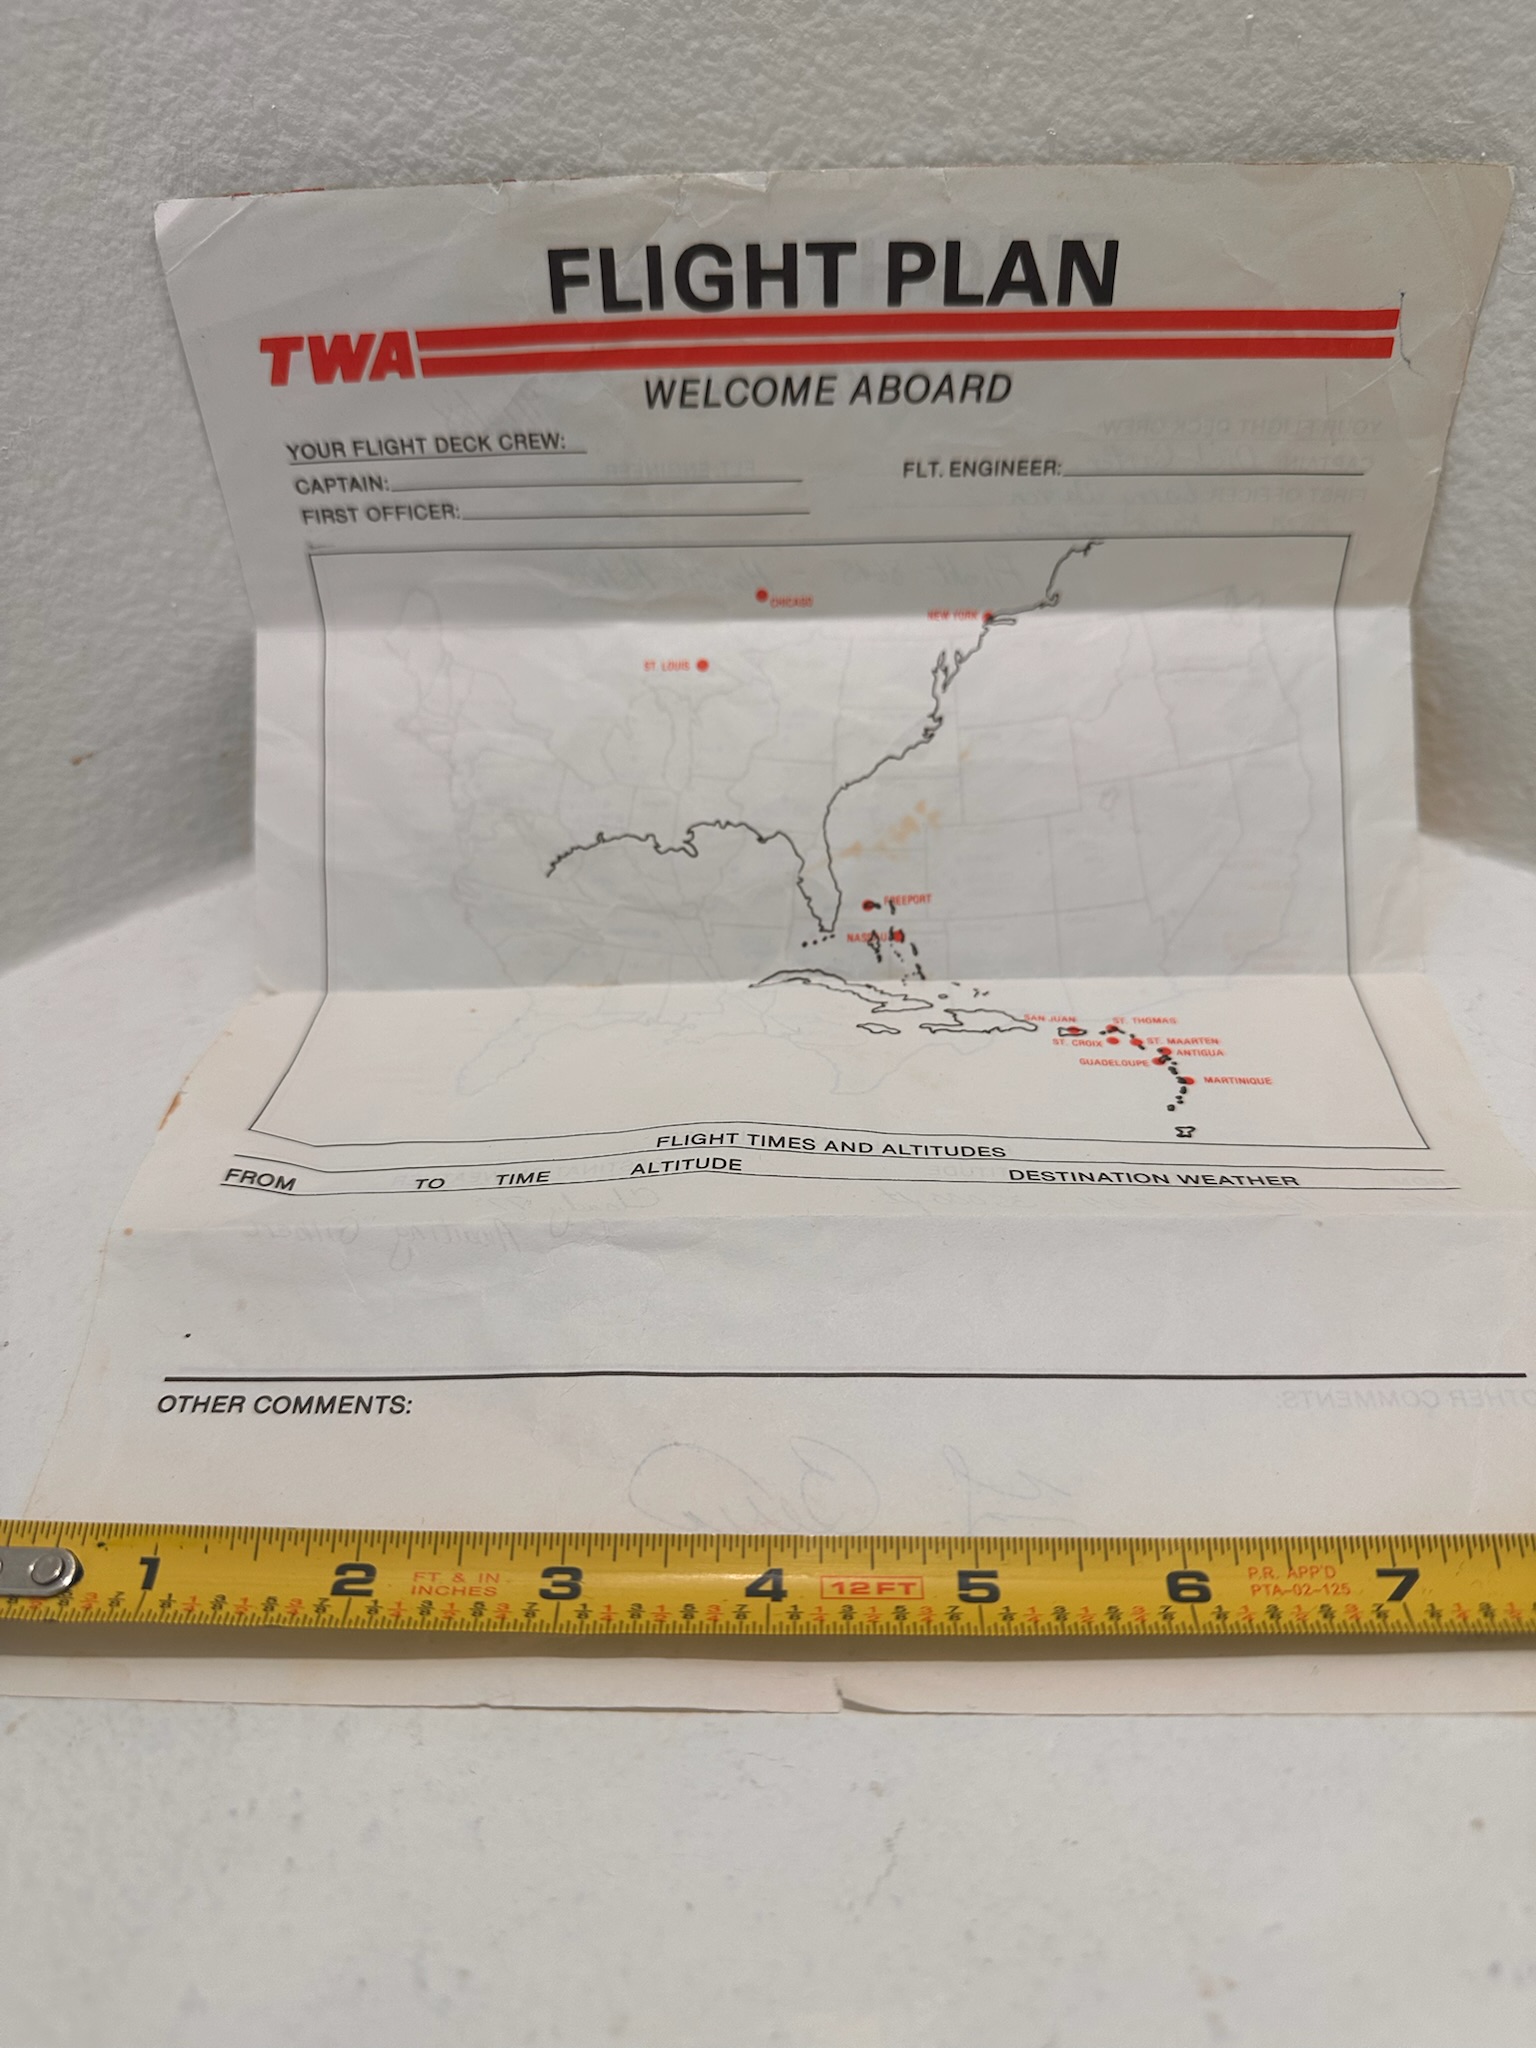 FLIGHT PLAN
TWA
WELCOME ABOARD
YOUR FLIGHT DECK CREW:
CAPTAIN:
FLT. ENGINEER:
FIRST OFFICER:
CHICAGO
NEW YORK
ST. LOUIS
FREEPORT
NASSAU
SAN JUAN
ST. THOMAS
ST. CROIX
ST. MAARTEN
ANTIGUA
GUADELOUPE
MARTINIQUE
FLIGHT TIMES AND ALTITUDES
FROM TO TIME ALTITUDE DESTINATION WEATHER
OTHER COMMENTS:
1 2 FT & IN INCHES 3 4 12 FT 5 6 P.R. APP'D PTA-02-125 7